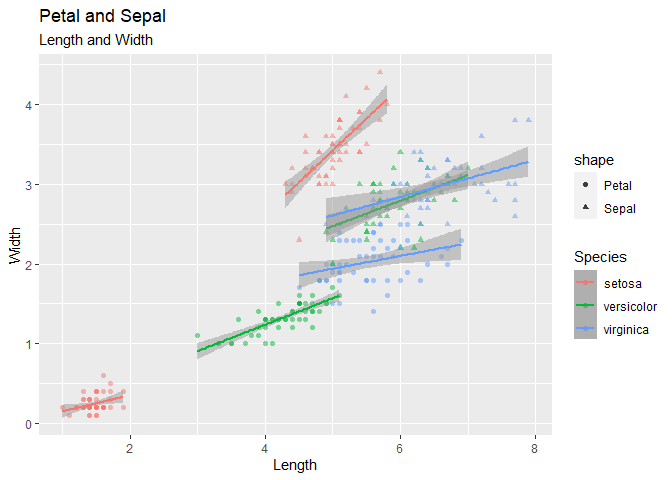 Petal and Sepal
Length and Width
Width
4
3
2
1
0
2
4
6
8
Length
shape
Petal
Sepal
Species
setosa
versicolor
virginica